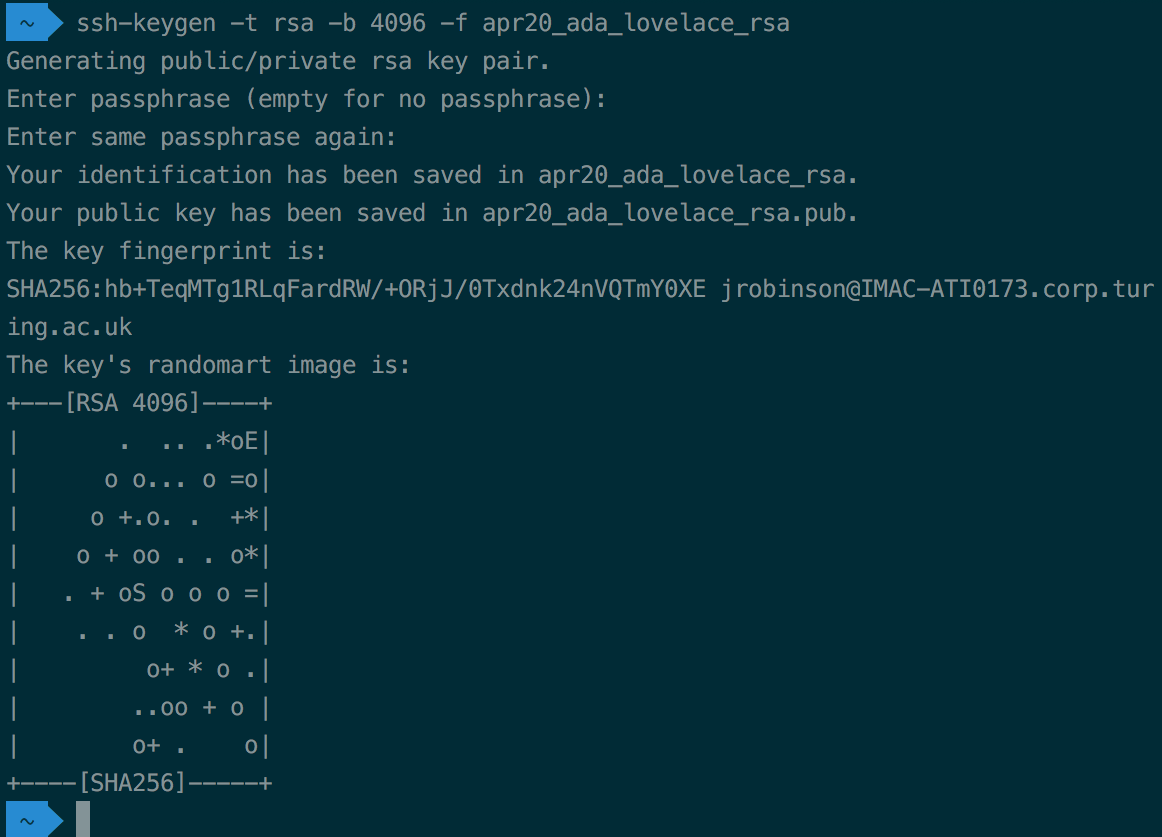 ~ ssh-keygen -t rsa -b 4096 -f apr20_ada_lovelace_rsa
Generating public/private rsa key pair.
Enter passphrase (empty for no passphrase):
Enter same passphrase again:
Your identification has been saved in apr20_ada_lovelace_rsa.
Your public key has been saved in apr20_ada_lovelace_rsa.pub.
The key fingerprint is:
SHA256:hb+TeqMTg1RLqFardRW/+ORjJ/0Txdnk24nVQTmY0XE jrobinson@IMAC-ATI0173.corp.tur
ing.ac.uk
The key's randomart image is:
+---[RSA 4096]----+
|       .  .. .*oE|
|      o o... o =o|
|     o +.o. .  +*|
|    o + oo . . o*|
|   . + oS o o o =|
|    . . o  * o +.|
|         o+ * o .|
|        ..oo + o |
|        o+ .    o|
+----[SHA256]-----+
~